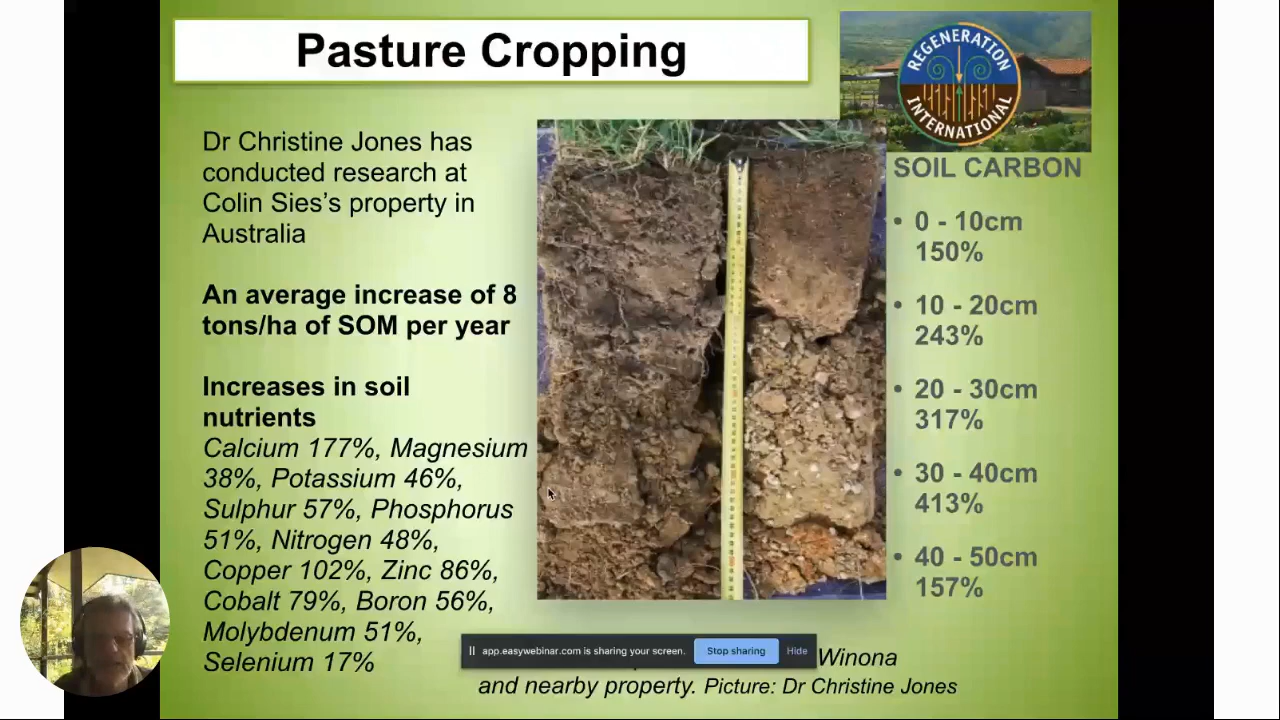 Pasture Cropping
REGENERATION
INTERNATIONAL
Dr Christine Jones has
conducted research at
Colin Sies’s property in
Australia
An average increase of 8
tons/ha of SOM per year
Increases in soil
nutrients
Calcium 177%, Magnesium
38%, Potassium 46%,
Sulphur 57%, Phosphorus
51%, Nitrogen 48%,
Copper 102%, Zinc 86%,
Cobalt 79%, Boron 56%,
Molybdenum 51%,
Selenium 17%
SOIL CARBON
• 0 - 10cm
150%
• 10 - 20cm
243%
• 20 - 30cm
317%
• 30 - 40cm
413%
• 40 - 50cm
157%
app.easywebinar.com is sharing your screen. Stop sharing Hide
Winona
and nearby property. Picture: Dr Christine Jones